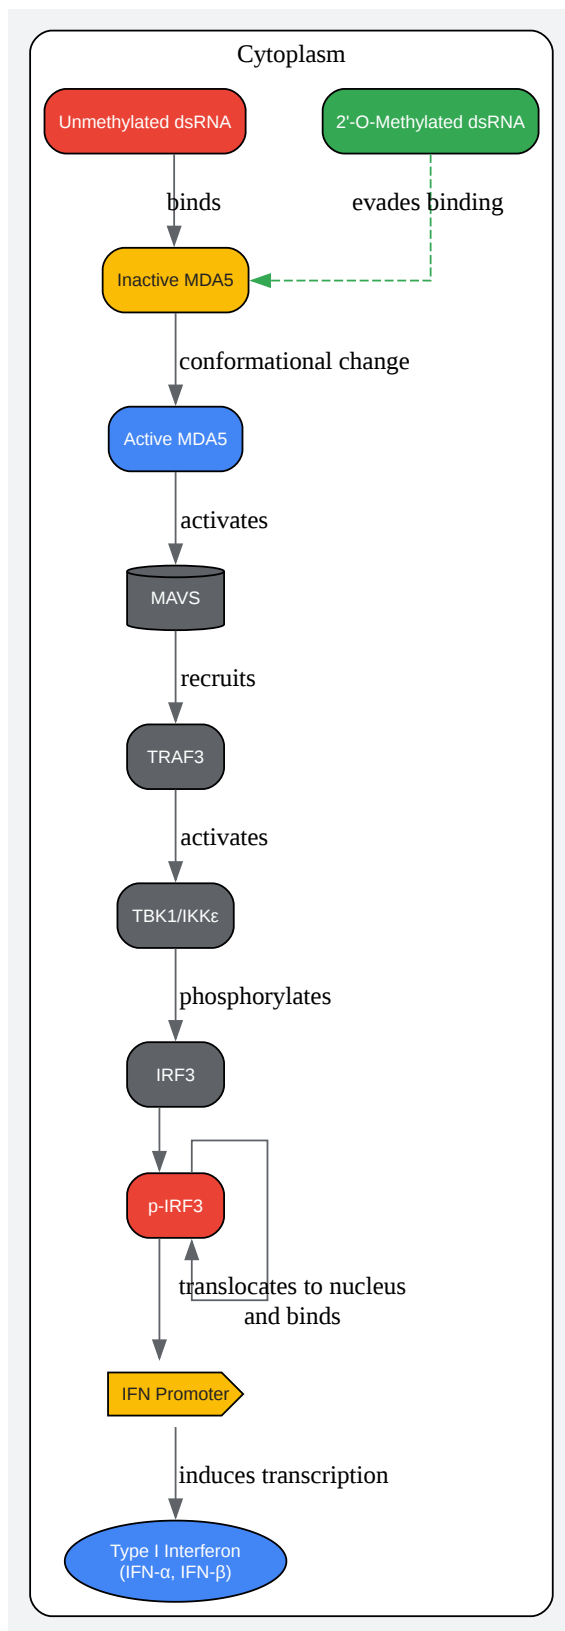 Cytoplasm
Unmethylated dsRNA
2'-O-Methylated dsRNA
binds
evades binding
Inactive MDA5
conformational change
Active MDA5
activates
MAVS
recruits
TRAF3
activates
TBK1/IKKε
phosphorylates
IRF3
p-IRF3
translocates to nucleus
and binds
IFN Promoter
induces transcription
Type I Interferon
(IFN-α, IFN-β)